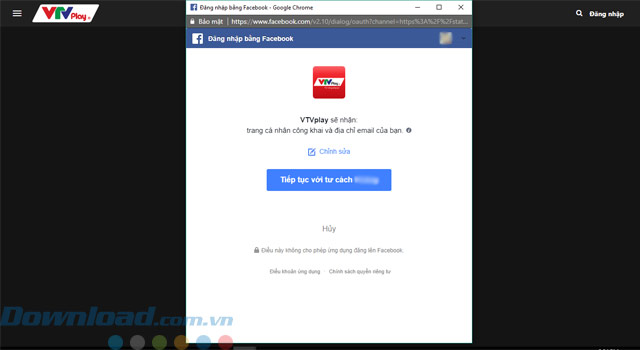 Đăng nhập bằng Facebook - Google Chrome
Bảo mật | https://www.facebook.com/v2.10/dialog/oauth?channel=https%3A%2F%2Fstat...
VTV Play
Đăng nhập
Đăng nhập bằng Facebook
VTV Play
VTVplay sẽ nhận:
trang cá nhân công khai và địa chỉ email của bạn.
Chỉnh sửa
Tiếp tục với tư cách
Hủy
Điều này không cho phép ứng dụng đăng lên Facebook.
Điều khoản ứng dụng · Chính sách quyền riêng tư
Download.com.vn